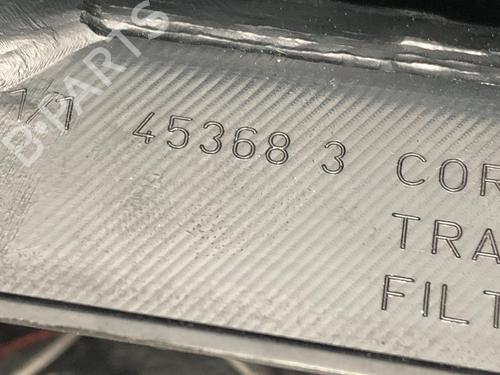 B-PARTS
1/1 45368 3 COR
TRA
FILT